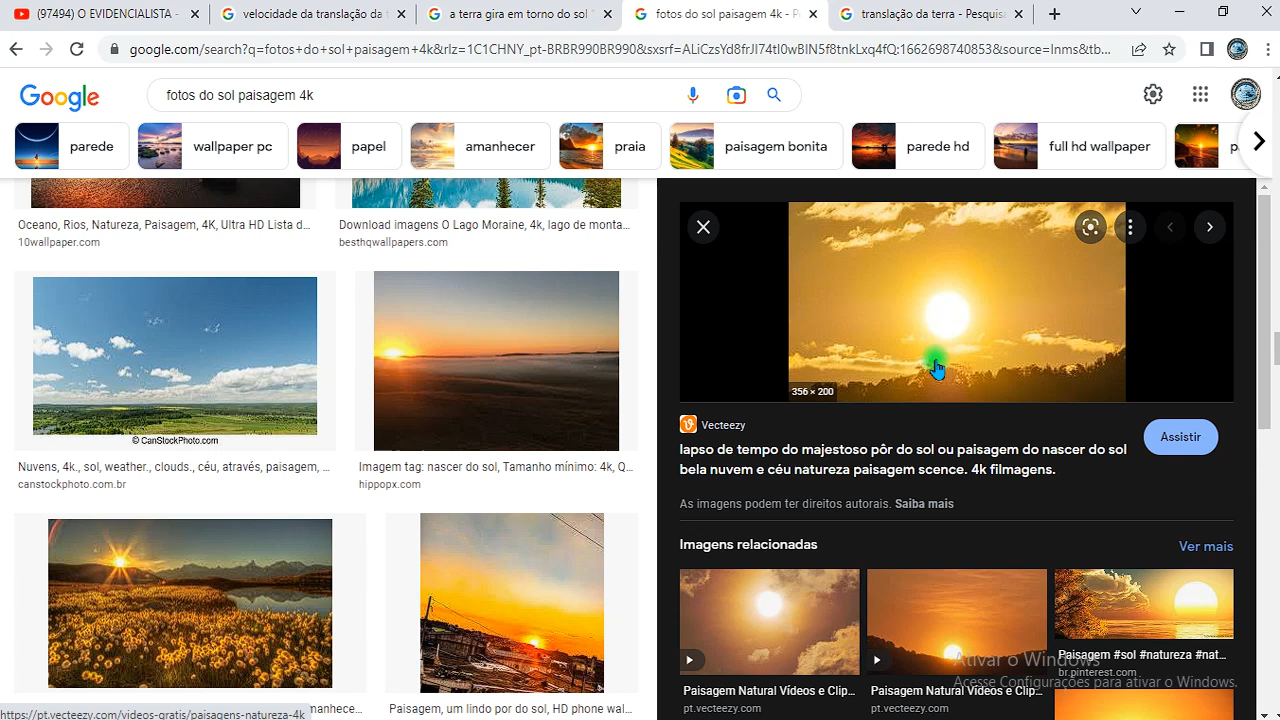 (97494) O EVIDENCIALISTA -
velocidade da translação da t
terra gira em torno do sol "
fotos do sol paisagem 4k - P
translação da terra - Pesquis
google.com/search?q=fotos+do+sol+paisagem+4k&rlz=1C1CHNY_pt-BRBR990BR990&sxsrf=ALiCzsYd8frJI74tI0wBIN5f8tnkLxq4fQ:1662698740853&source=lnms&tb...
Google
fotos do sol paisagem 4k
parede
wallpaper pc
papel
amanhecer
praia
paisagem bonita
parede hd
full hd wallpaper
Oceano, Rios, Natureza, Paisagem, 4K, Ultra HD Lista d...
10wallpaper.com
Download imagens O Lago Moraine, 4k, lago de monta...
besthqwallpapers.com
© CanStockPhoto.com
Nuvens, 4k., sol, weather., clouds., céu, através, paisagem, ...
canstockphoto.com.br
Imagem tag: nascer do sol, Tamanho mínimo: 4k, Q...
hippopx.com
manhece...
Paisagem, um lindo por do sol, HD phone wal...
https://pt.vecteezy.com/videos-gratis/paisagens-natureza-4k
356 × 200
Vecteezy
lapso de tempo do majestoso pôr do sol ou paisagem do nascer do sol
bela nuvem e céu natureza paisagem scence. 4k filmagens.
Assistir
As imagens podem ter direitos autorais. Saiba mais
Imagens relacionadas
Ver mais
Paisagem Natural Vídeos e Clip...
pt.vecteezy.com
Paisagem Natural Vídeos e Clip...
pt.vecteezy.com
Paisagem #sol #natureza #nat...
br.pinterest.com
Ativar o Windows
Acesse Configurações para ativar o Windows.